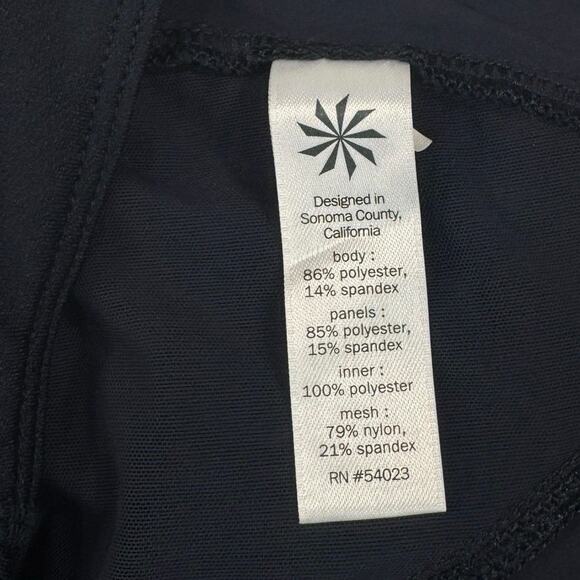 Designed in
Sonoma County,
California
body :
86% polyester,
14% spandex
panels :
85% polyester,
15% spandex
inner :
100% polyester
mesh :
79% nylon,
21% spandex
RN #54023